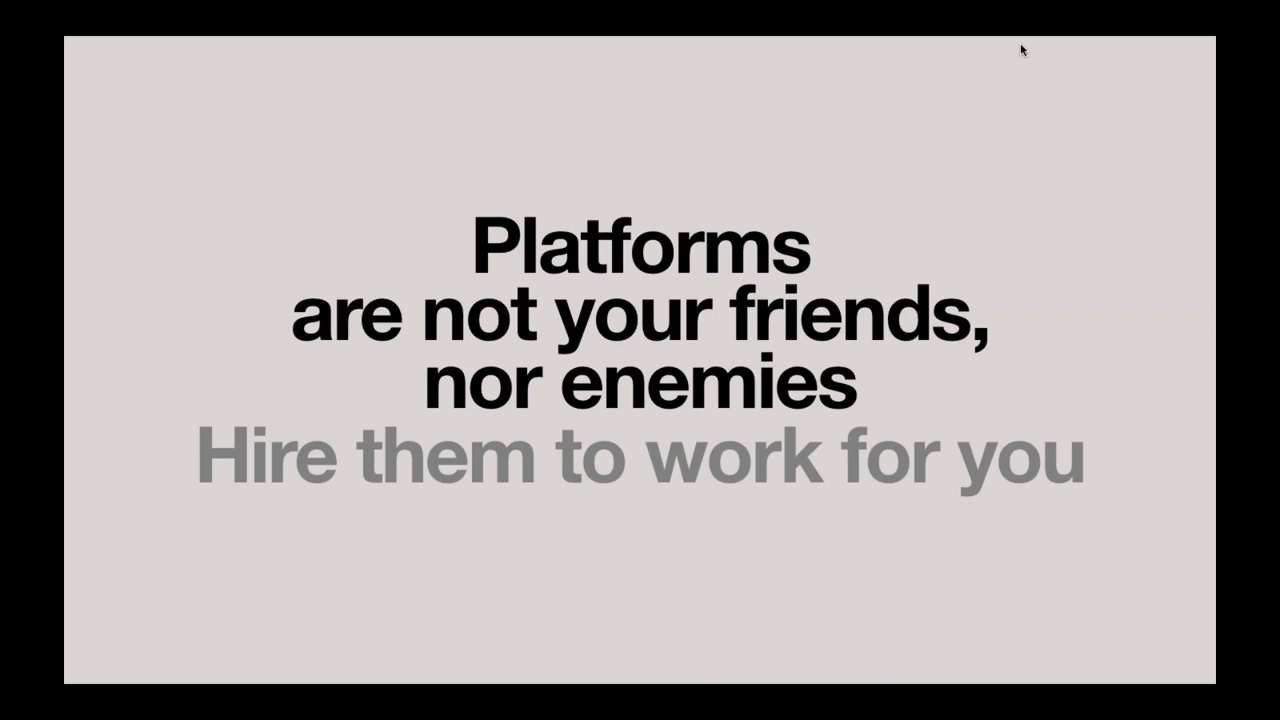 Platforms
are not your friends,
nor enemies
Hire them to work for you